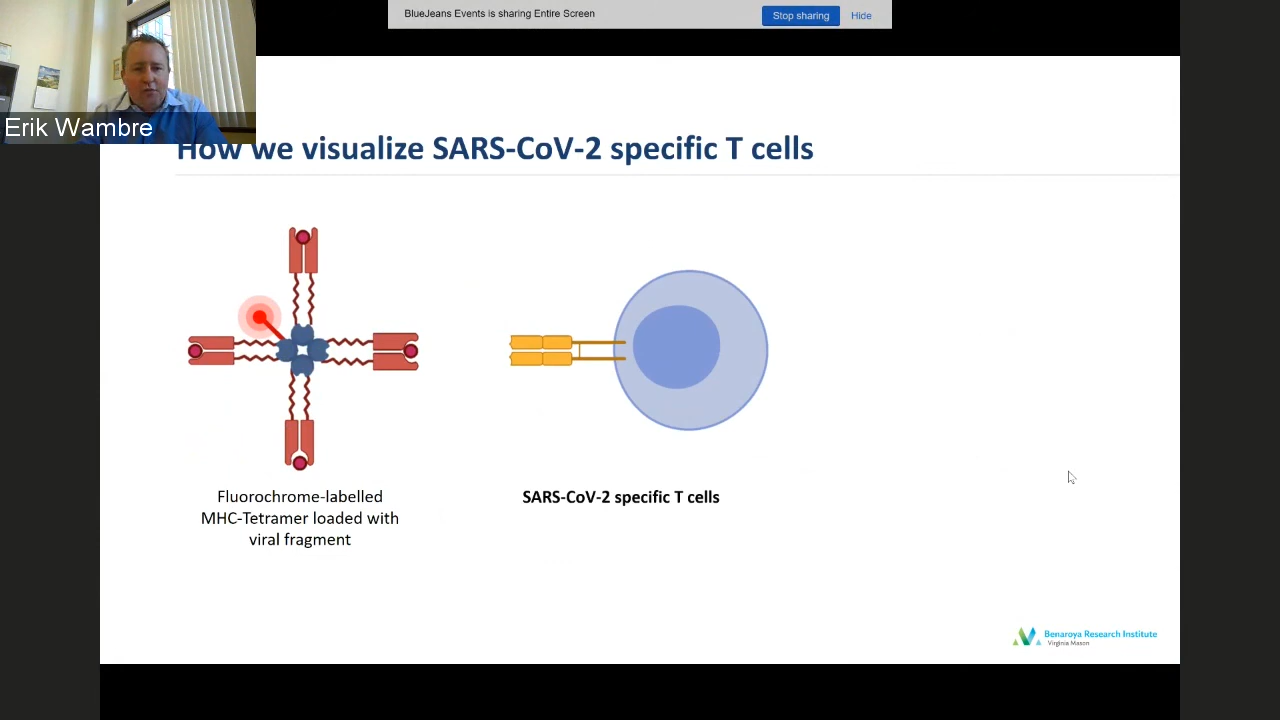 BlueJeans Events is sharing Entire Screen
Stop sharing
Hide
Erik Wambre
How we visualize SARS-CoV-2 specific T cells
Fluorochrome-labelled
MHC-Tetramer loaded with
viral fragment
SARS-CoV-2 specific T cells
Benaroya Research Institute
Virginia Mason